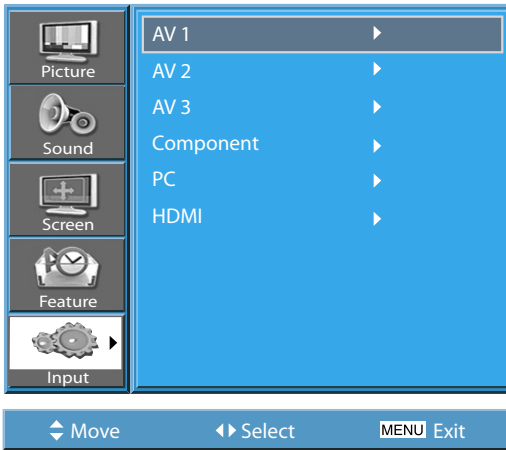 Picture
Sound
Screen
Feature
Input
AV 1
AV 2
AV 3
Component
PC
HDMI
Move Select MENU Exit